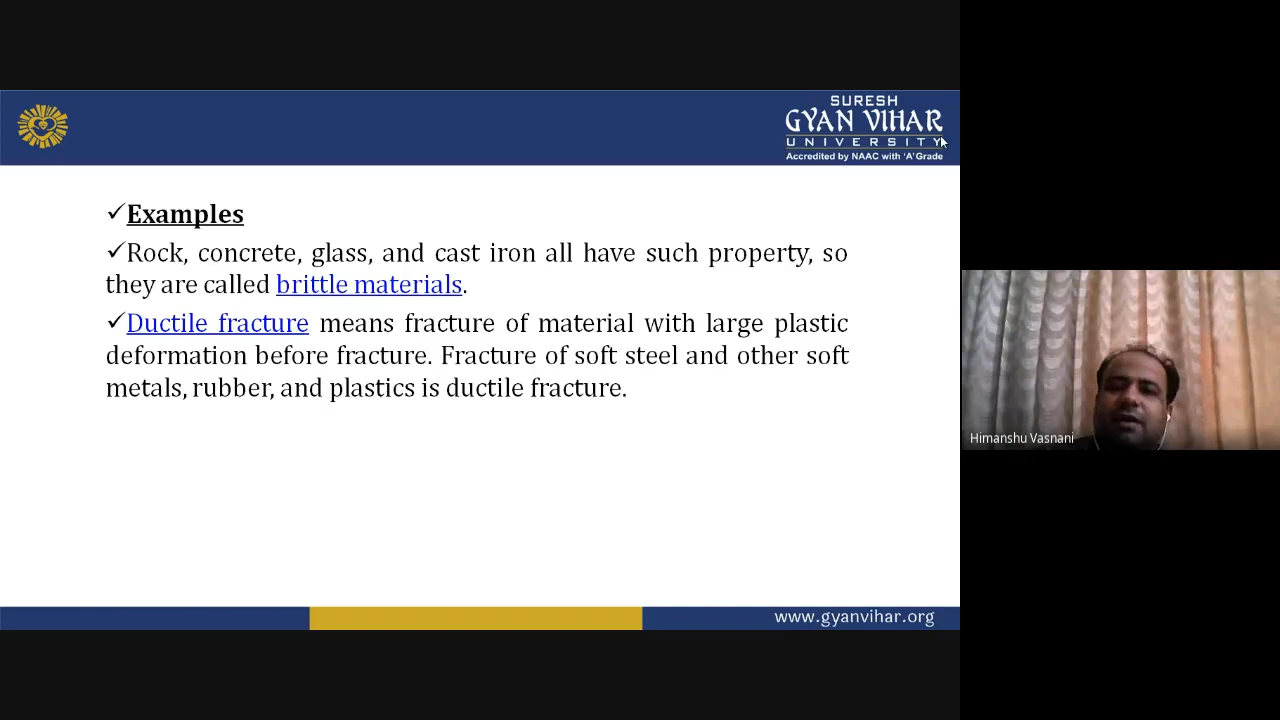 SURESH
GYAN VIHAR
UNIVERSITY
Accredited by NAAC with 'A' Grade
✓Examples
✓Rock, concrete, glass, and cast iron all have such property, so
they are called brittle materials.
✓Ductile fracture means fracture of material with large plastic
deformation before fracture. Fracture of soft steel and other soft
metals, rubber, and plastics is ductile fracture.
Himanshu Vasnani
www.gyanvihar.org